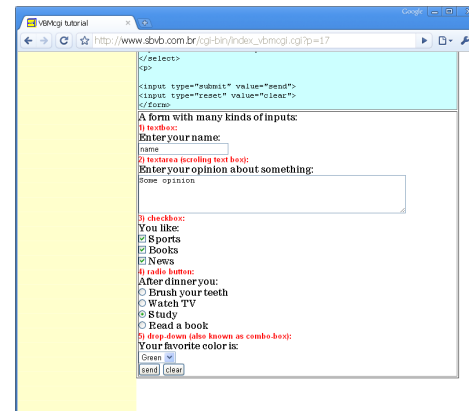 Google
VBMcgi tutorial
http://www.sbvb.com.br/cgi-bin/index_vbmcgi.cgi?p=17
</select>
<p>
<input type="submit" value="send">
<input type="reset" value="clear">
</form>
A form with many kinds of inputs:
1) textbox:
Enter your name:
name
2) textarea (scroling text box):
Enter your opinion about something:
Some opinion
3) checkbox:
You like:
Sports
Books
News
4) radio button:
After dinner you:
Brush your teeth
Watch TV
Study
Read a book
5) drop-down (also known as combo-box):
Your favorite color is:
Green
send clear